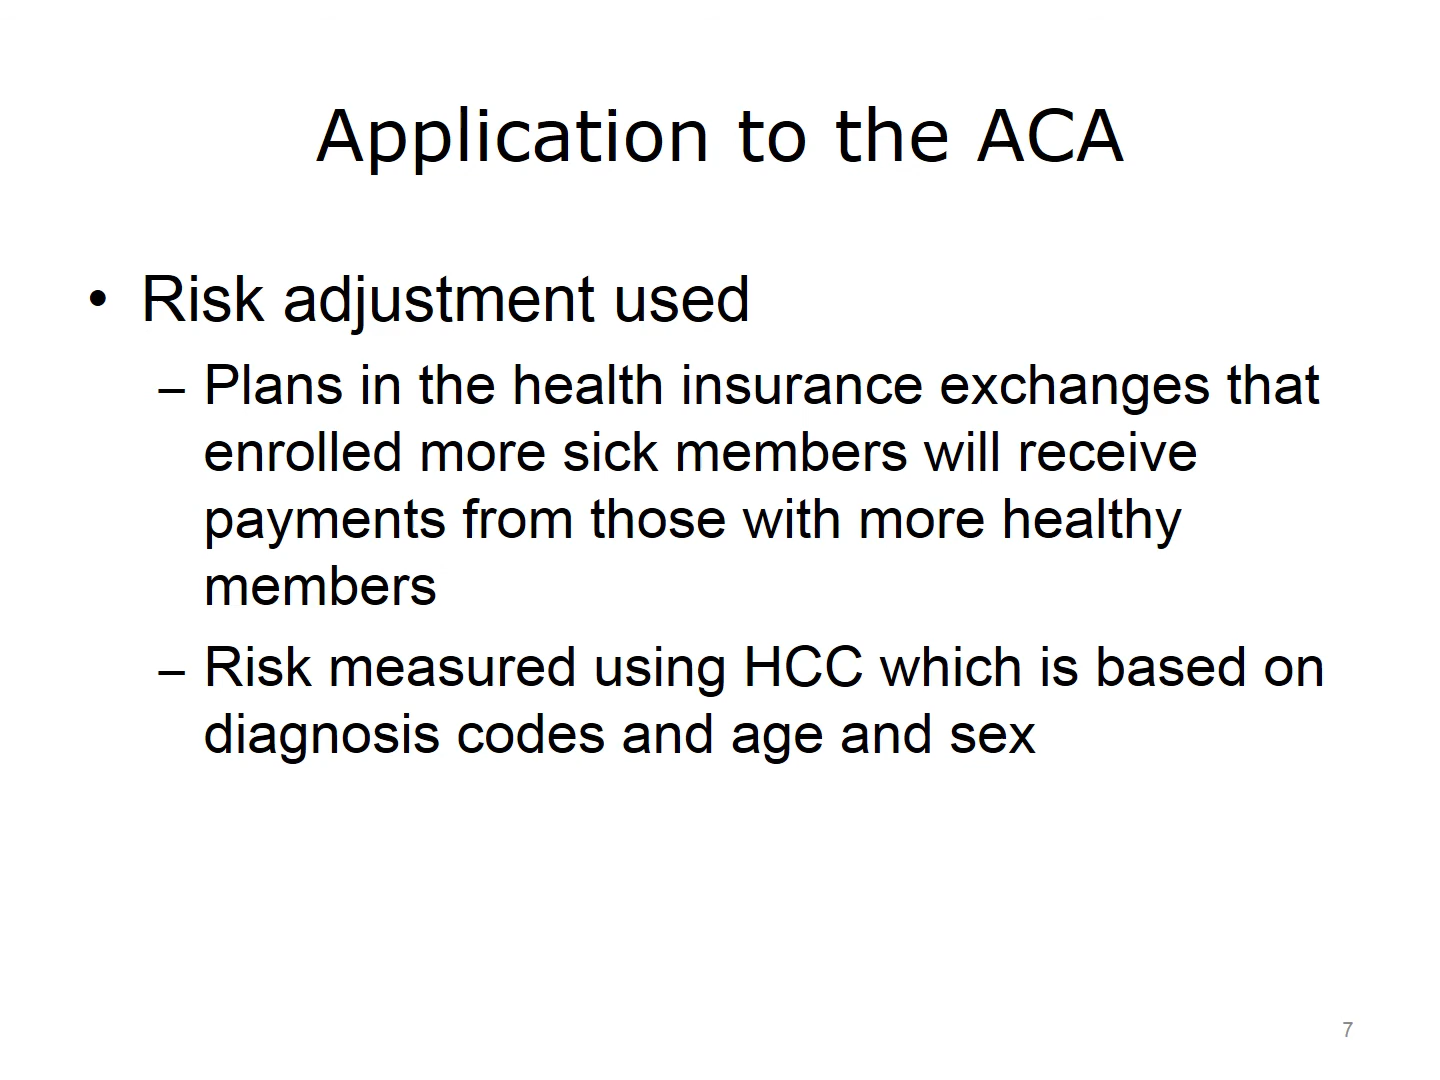 Application to the ACA
• Risk adjustment used
– Plans in the health insurance exchanges that
enrolled more sick members will receive
payments from those with more healthy
members
– Risk measured using HCC which is based on
diagnosis codes and age and sex
7